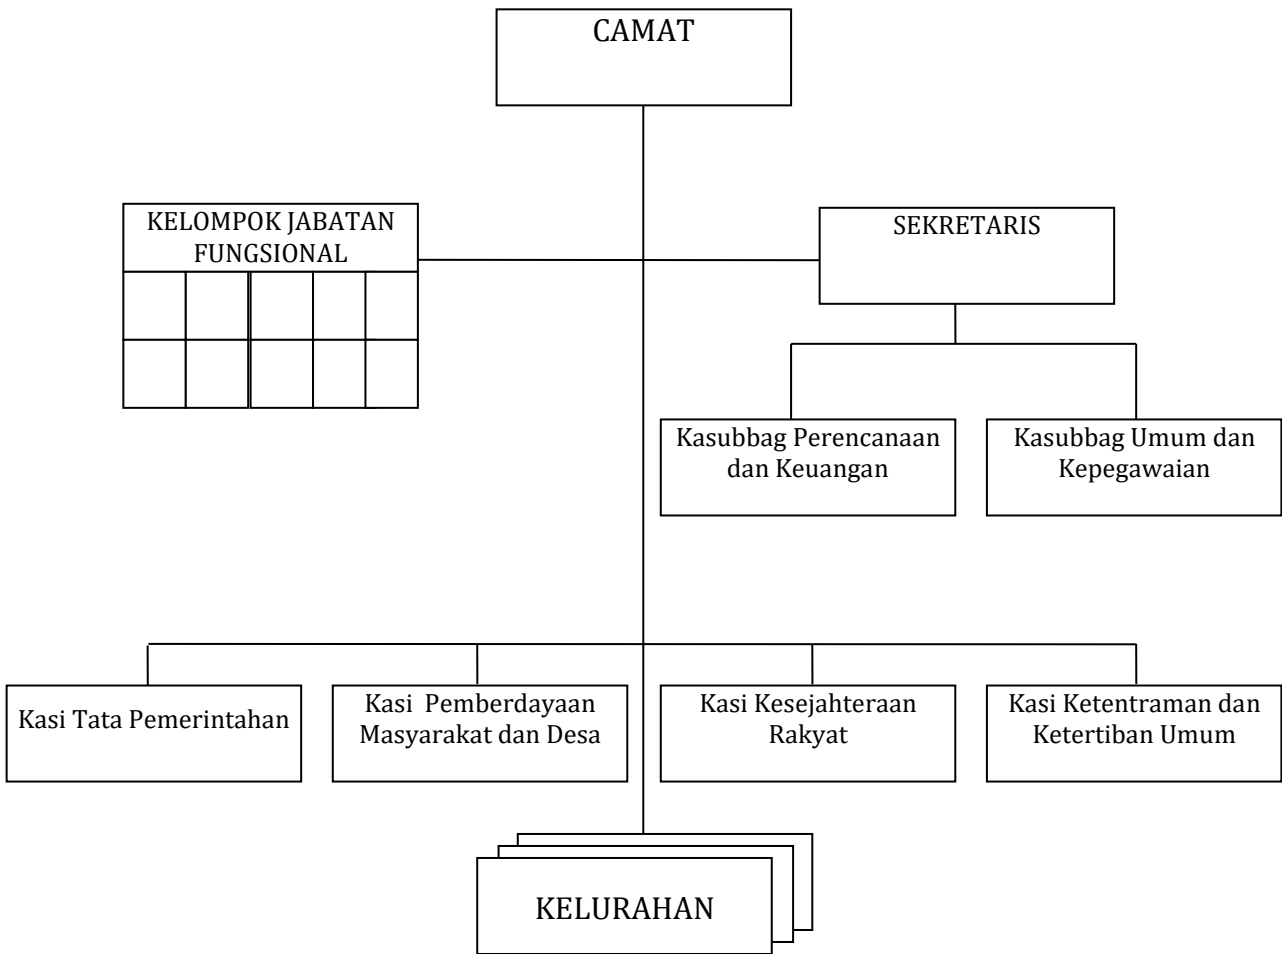 CAMAT
KELOMPOK JABATAN
FUNGSIONAL
SEKRETARIS
Kasubbag Perencanaan
dan Keuangan
Kasubbag Umum dan
Kepegawaian
Kasi Tata Pemerintahan
Kasi  Pemberdayaan
Masyarakat dan Desa
Kasi Kesejahteraan
Rakyat
Kasi Ketentraman dan
Ketertiban Umum
KELURAHAN